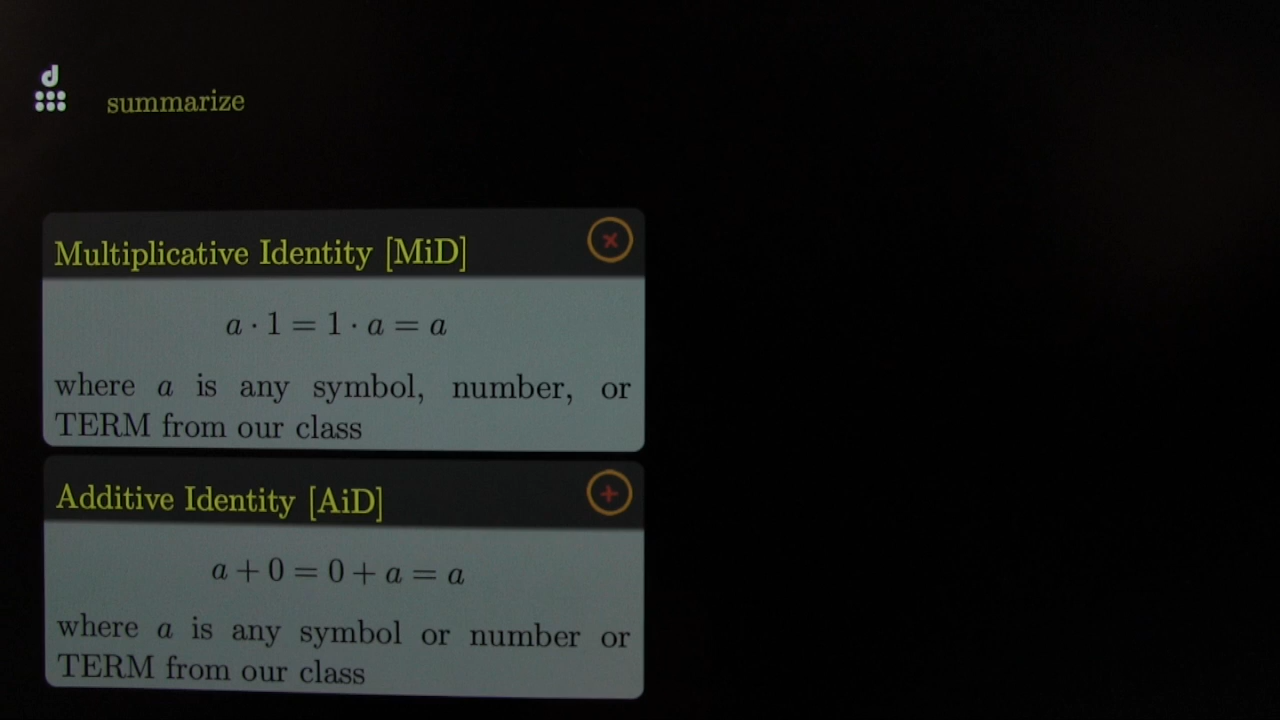 d
summarize
Multiplicative Identity [MiD]
a · 1 = 1 · a = a
where a is any symbol, number, or
TERM from our class
Additive Identity [AiD]
a + 0 = 0 + a = a
where a is any symbol or number or
TERM from our class